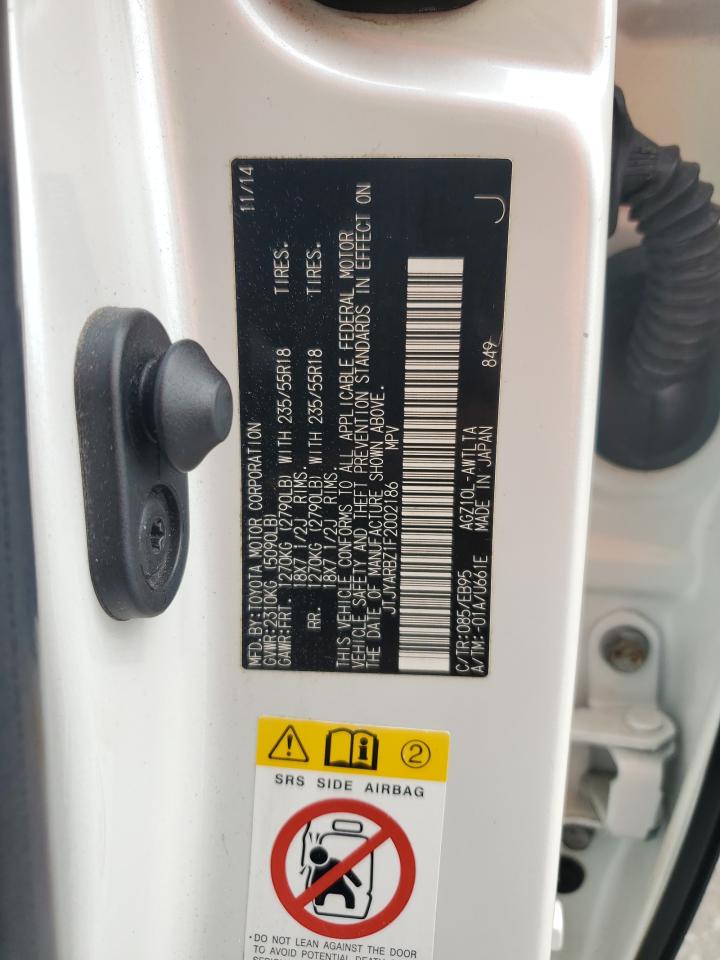 MFD.BY:TOYOTA MOTOR CORPORATION 11/14
GVWR:2310KG (5090LB)
GAWR:FRT. 1270KG (2790LB) WITH 235/55R18 TIRES.
18X7 1/2J RIMS.
RR. 1270KG (2790LB) WITH 235/55R18 TIRES.
18X7 1/2J RIMS.
THIS VEHICLE CONFORMS TO ALL APPLICABLE FEDERAL MOTOR
VEHICLE SAFETY AND THEFT PREVENTION STANDARDS IN EFFECT ON
THE DATE OF MANUFACTURE SHOWN ABOVE.
JTJYARBZ1F2002186 MPV
C/TR:085/EB95 AGZ10L-AWTLTA
A/TM:-01A/U661E MADE IN JAPAN 849
J
2
SRS SIDE AIRBAG
•DO NOT LEAN AGAINST THE DOOR
TO AVOID POTENTIAL DEATH